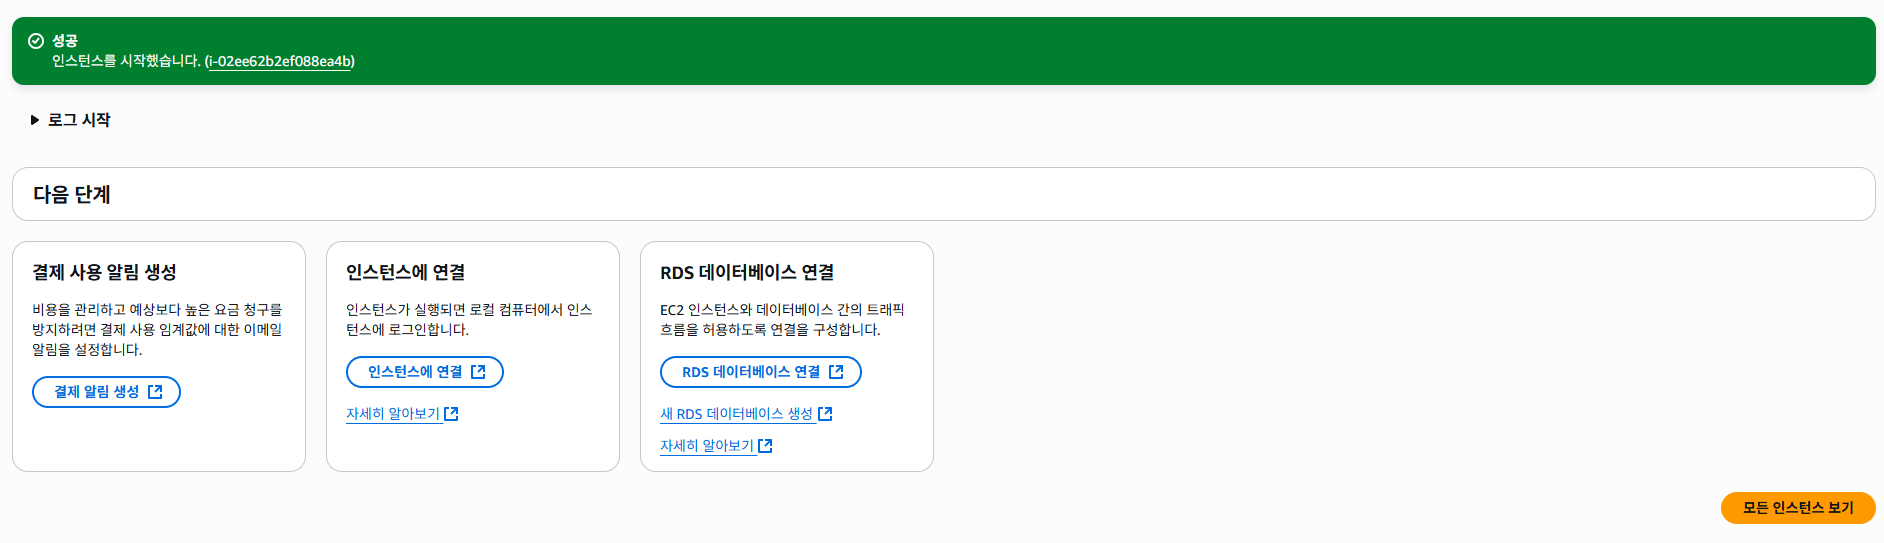 성공
인스턴스를 시작했습니다. (i-02ee62b2ef088ea4b)
로그 시작
다음 단계
결제 사용 알림 생성
비용을 관리하고 예상보다 높은 요금 청구를
방지하려면 결제 사용 임계값에 대한 이메일
알림을 설정합니다.
결제 알림 생성
인스턴스에 연결
인스턴스가 실행되면 로컬 컴퓨터에서 인스
턴스에 로그인합니다.
인스턴스에 연결
자세히 알아보기
RDS 데이터베이스 연결
EC2 인스턴스와 데이터베이스 간의 트래픽
흐름을 허용하도록 연결을 구성합니다.
RDS 데이터베이스 연결
새 RDS 데이터베이스 생성
자세히 알아보기
모든 인스턴스 보기